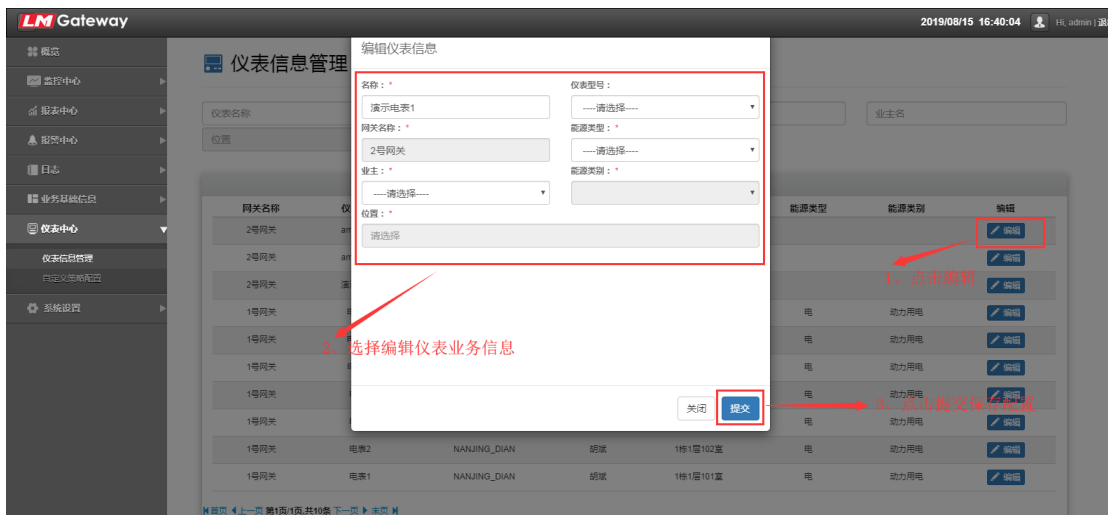 LM Gateway
2019/08/15 16:40:04 Hi, admin |
概览
监控中心
报表中心
报警中心
日志
业务基础信息
仪表中心
仪表信息管理
自定义策略配置
系统设置
仪表信息管理
仪表名称
业主名
位置
编辑仪表信息
名称：*
仪表型号：
演示电表1
----请选择----
网关名称：*
能源类型：*
2号网关
----请选择----
业主：*
能源类别：*
----请选择----
位置：*
请选择
关闭
提交
网关名称 能源类型 能源类别 编辑
2号网关 编辑
2号网关 编辑
2号网关 编辑
1号网关 电 动力用电 编辑
1号网关 电 动力用电 编辑
1号网关 电 动力用电 编辑
1号网关 电 动力用电 编辑
1号网关 电 动力用电 编辑
1号网关 电表2 NANJING_DIAN 胡斌 1栋1层102室 电 动力用电 编辑
1号网关 电表1 NANJING_DIAN 胡斌 1栋1层101室 电 动力用电 编辑
首页 上一页 第1页/1页,共10条 下一页 末页
1、点击编辑
2、选择编辑仪表业务信息
3、点击提交保存配置